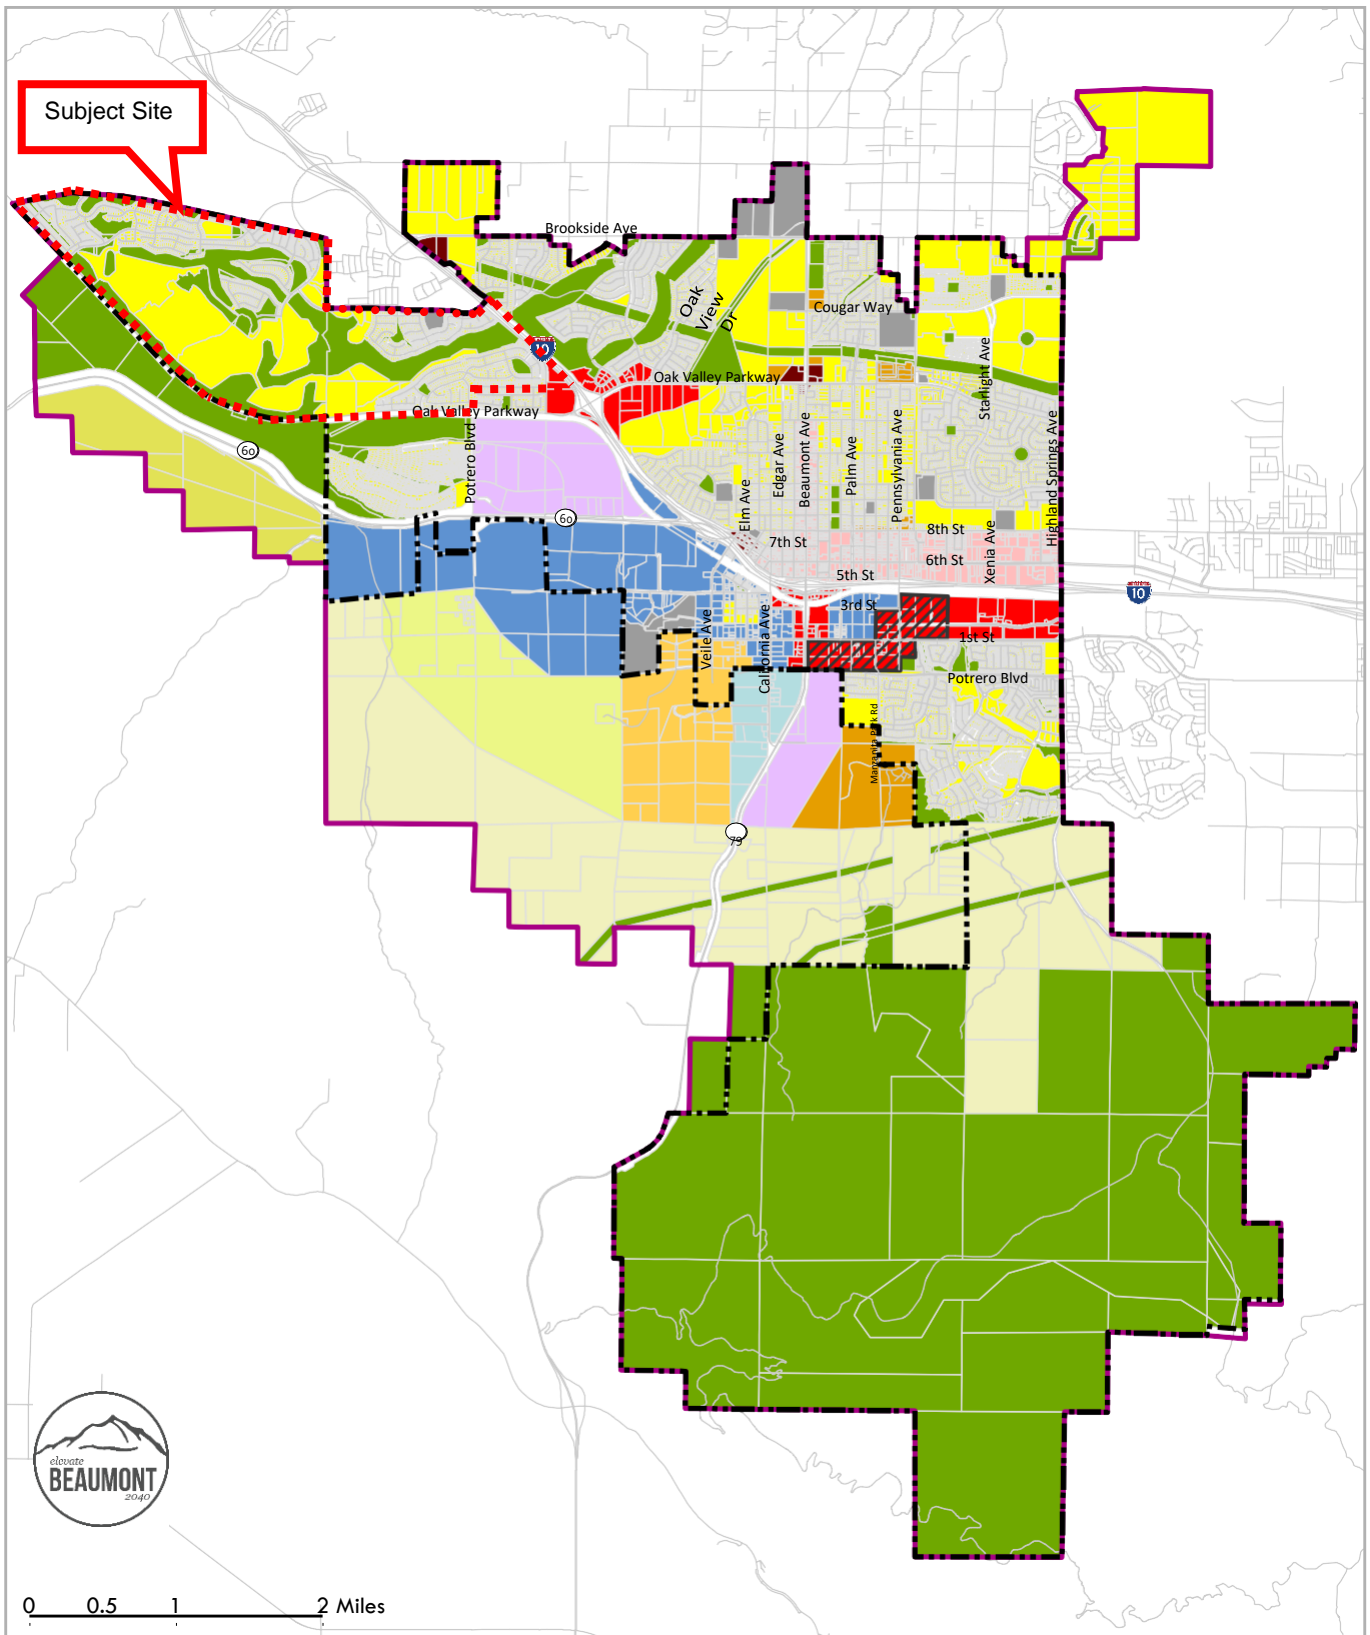 Subject Site
Brookside Ave
Oak
View
Dr
Cougar Way
10
Oak Valley Parkway
Oak Valley Parkway
Starlight Ave
Highland Springs Ave
Potrero Blvd
Edgar Ave
Beaumont Ave
Palm Ave
Pennsylvania Ave
Elm Ave
60
60
7th St
8th St
6th St
Xenia Ave
5th St
3rd St
10
1st St
Veile Ave
California Ave
Potrero Blvd
Manzanita Park Rd
79
elevate
BEAUMONT
2040
0 0.5 1 2 Miles